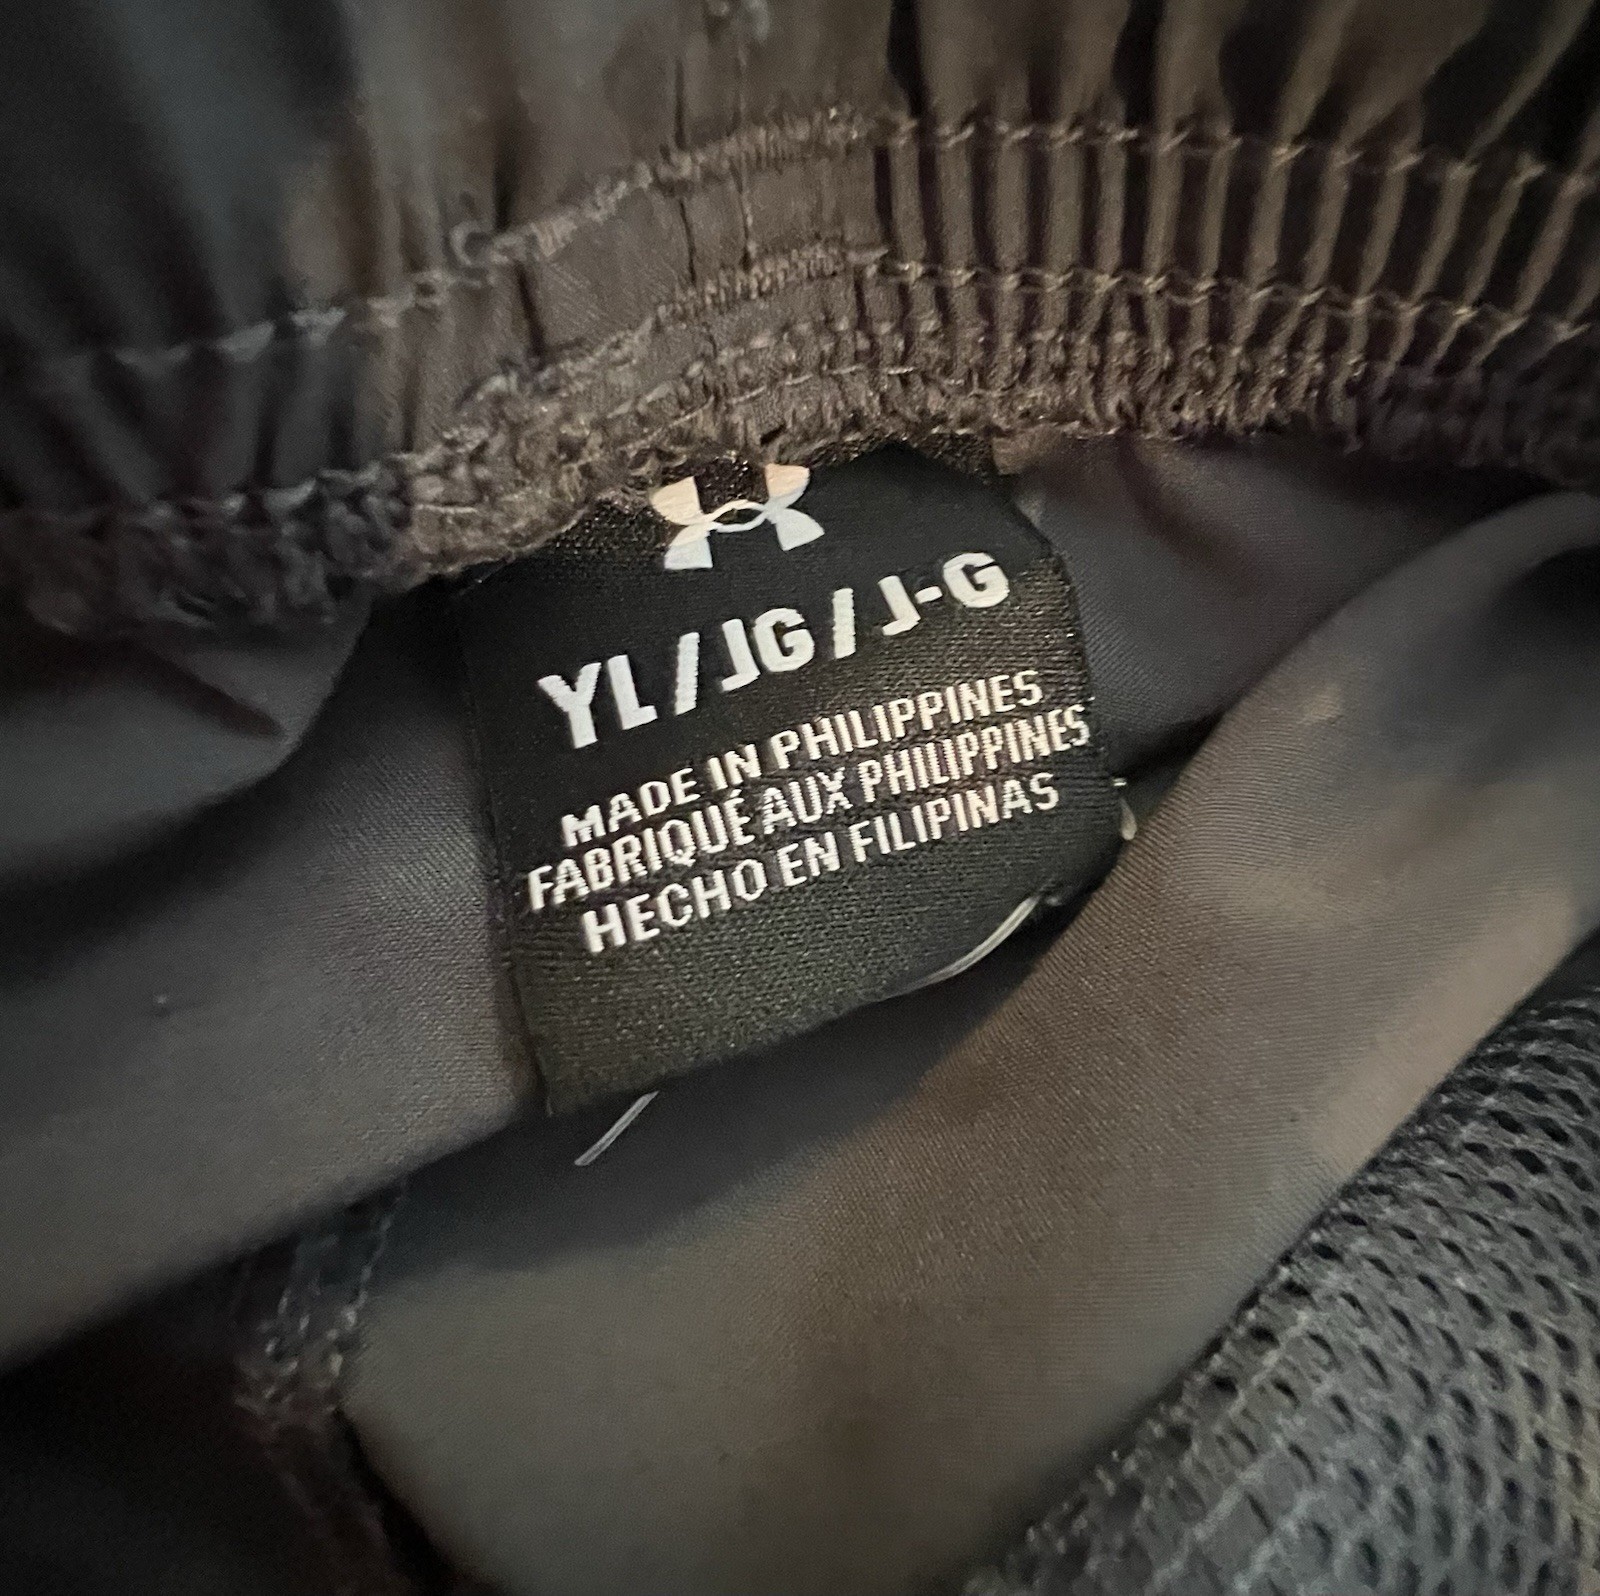 YL / JG / J-G
MADE IN PHILIPPINES
FABRIQUÉ AUX PHILIPPINES
HECHO EN FILIPINAS